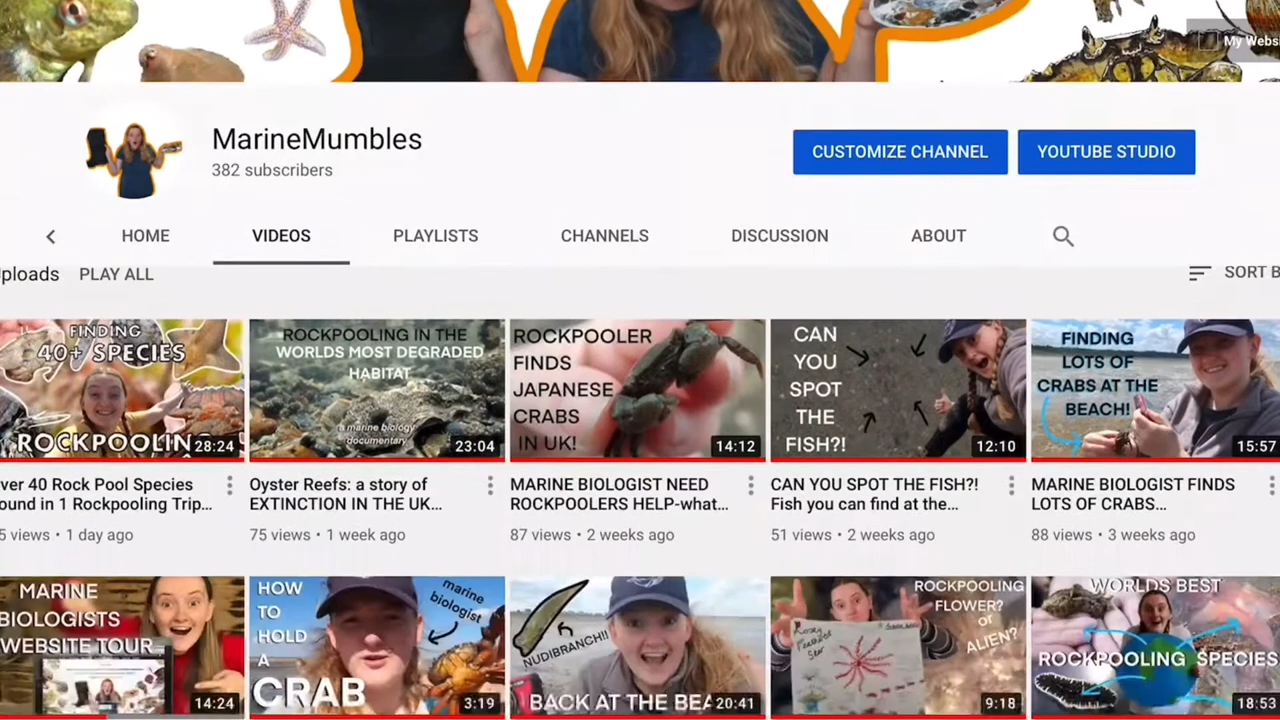 My Websi
MarineMumbles
382 subscribers
CUSTOMIZE CHANNEL
YOUTUBE STUDIO
HOME
VIDEOS
PLAYLISTS
CHANNELS
DISCUSSION
ABOUT
ploads
PLAY ALL
SORT B
FINDING
40+ SPECIES
ROCKPOOLIN
28:24
ROCKPOOLING IN THE
WORLDS MOST DEGRADED
HABITAT
a marine biology
documentary
23:04
ROCKPOOLER
FINDS
JAPANESE
CRABS
IN UK!
14:12
CAN
YOU
SPOT
THE
FISH?!
12:10
FINDING
LOTS OF
CRABS AT THE
BEACH!
15:57
ver 40 Rock Pool Species
ound in 1 Rockpooling Trip...
5 views • 1 day ago
Oyster Reefs: a story of
EXTINCTION IN THE UK...
75 views • 1 week ago
MARINE BIOLOGIST NEED
ROCKPOOLERS HELP-what...
87 views • 2 weeks ago
CAN YOU SPOT THE FISH?!
Fish you can find at the...
51 views • 2 weeks ago
MARINE BIOLOGIST FINDS
LOTS OF CRABS...
88 views • 3 weeks ago
MARINE
BIOLOGISTS
WEBSITE TOUR
14:24
HOW
TO
HOLD
A
CRAB
marine
biologist
3:19
NUDIBRANCH!!
BACK AT THE BEA
20:41
ROCKPOOLING
FLOWER?
or
ALIEN?
9:18
WORLDS BEST
ROCKPOOLING SPECIES
18:53